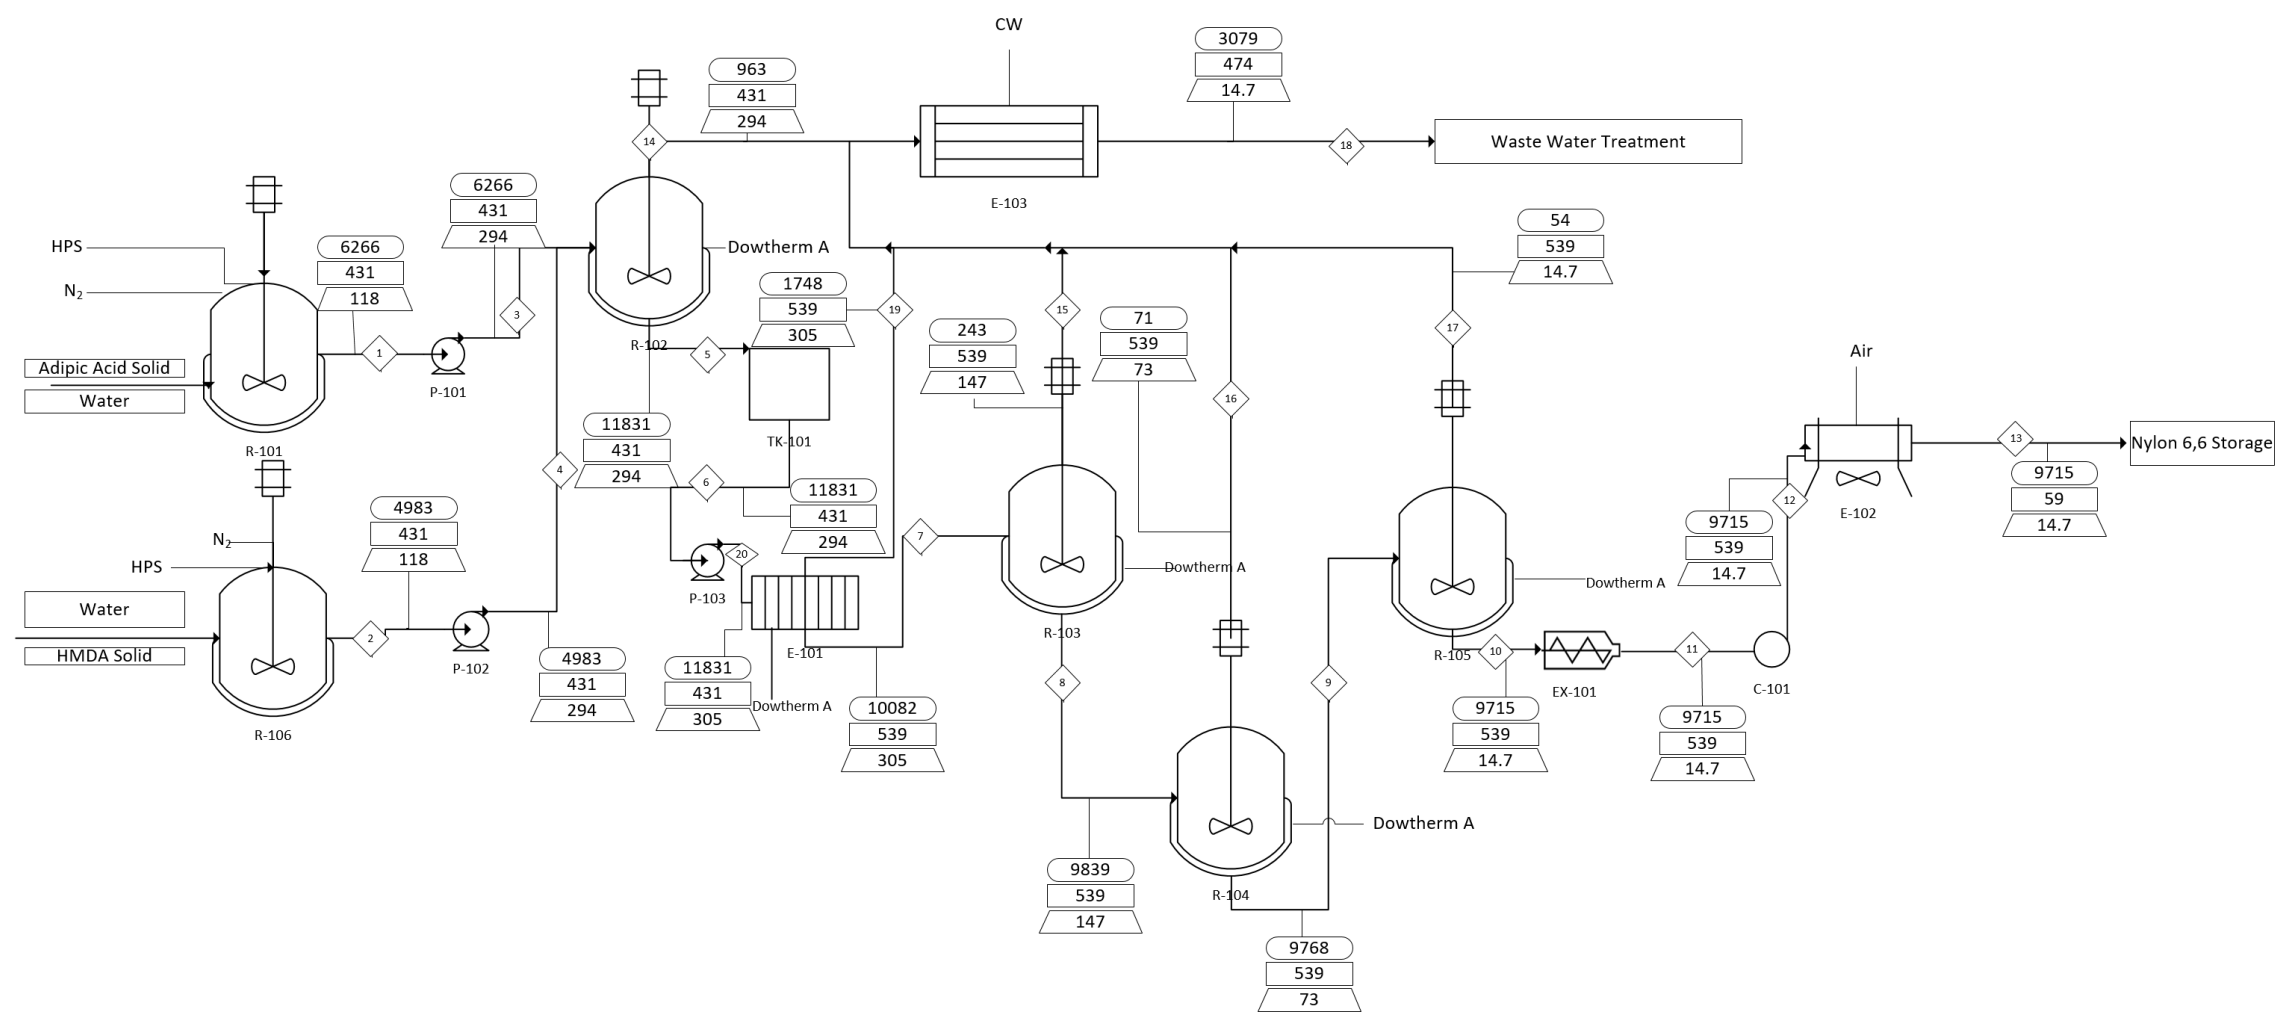 CW
3079
474
14.7
963
431
294
14
18
Waste Water Treatment
E-103
6266
431
294
HPS
N2
6266
431
118
3
Dowtherm A
54
539
14.7
1748
539
305
19
15
17
71
539
73
243
539
147
16
R-102
5
1
P-101
Adipic Acid Solid
Water
R-101
TK-101
11831
431
294
4
6
11831
431
294
Air
12
13
Nylon 6,6 Storage
E-102
9715
59
14.7
9715
539
14.7
4983
431
118
N2
HPS
7
20
P-103
Dowtherm A
Dowtherm A
Water
HMDA Solid
2
P-102
R-106
4983
431
294
E-101
11831
431
305
Dowtherm A
10082
539
305
R-103
8
9
R-105
10
EX-101
11
C-101
9715
539
14.7
9715
539
14.7
Dowtherm A
R-104
9839
539
147
9768
539
73